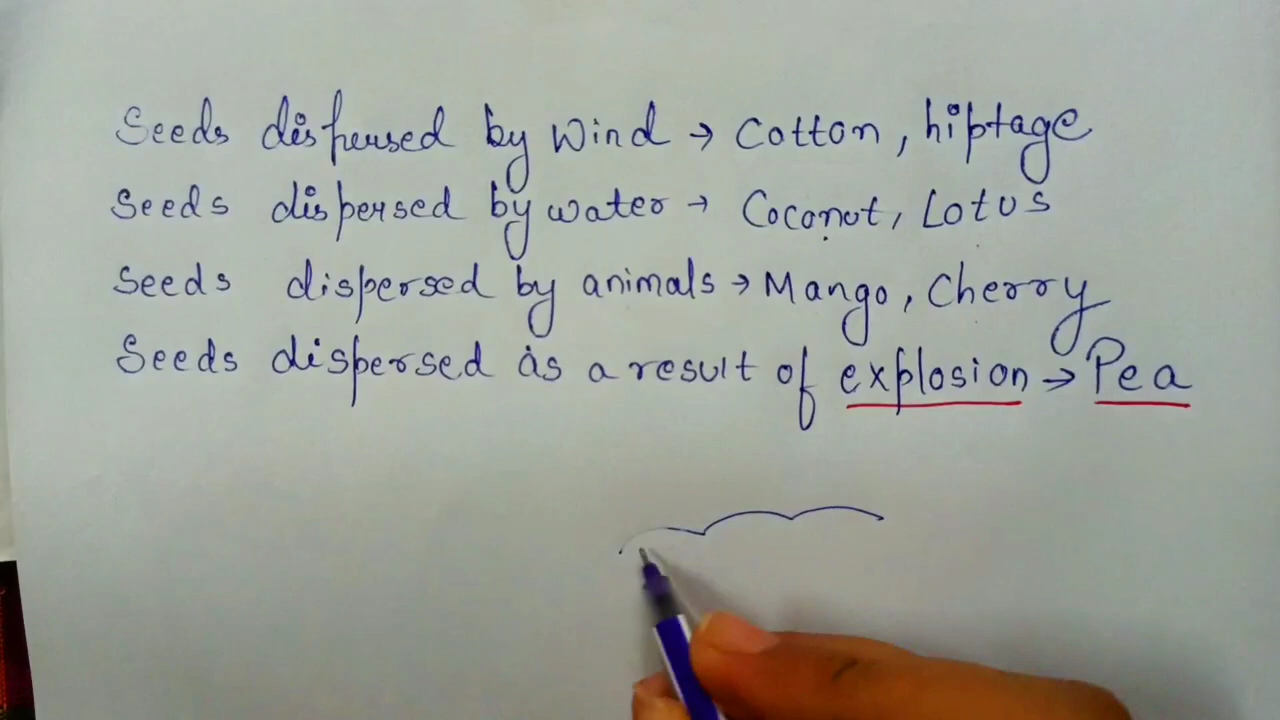 Seeds dispersed by Wind → Cotton, hiptage
Seeds dispersed by water → Coconut, Lotus
Seeds dispersed by animals → Mango, Cherry
Seeds dispersed as a result of explosion → Pea